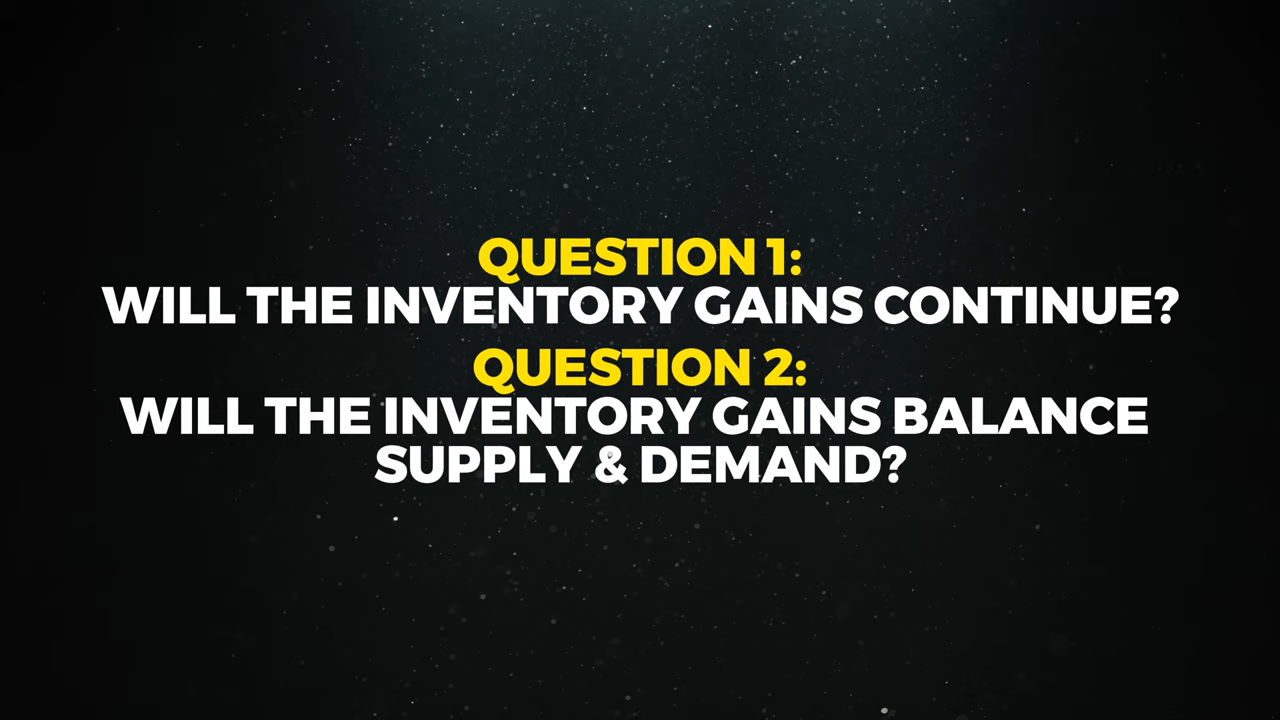 QUESTION 1:
WILL THE INVENTORY GAINS CONTINUE?
QUESTION 2:
WILL THE INVENTORY GAINS BALANCE
SUPPLY & DEMAND?